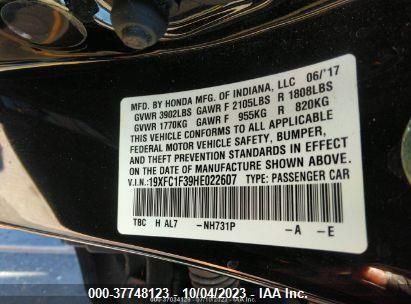 MFD. BY HONDA MFG. OF INDIANA, LLC 06/'17
GVWR 3902LBS GAWR F 2105LBS R 1808LBS
GVWR 1770KG GAWR F 955KG R 820KG
THIS VEHICLE CONFORMS TO ALL APPLICABLE
FEDERAL MOTOR VEHICLE SAFETY, BUMPER,
AND THEFT PREVENTION STANDARDS IN EFFECT
ON THE DATE OF MANUFACTURE SHOWN ABOVE.
V.I.N.:19XFC1F39HE022607 TYPE: PASSENGER CAR
TBC H AL7 -NH731P -A -E
000-37748123 - 10/04/2023 - IAA Inc.